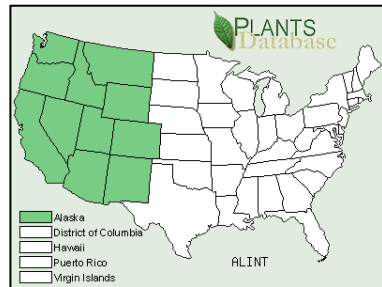 PLANTS
Database
Alaska
District of Columbia
Hawaii
Puerto Rico
Virgin Islands
ALINT